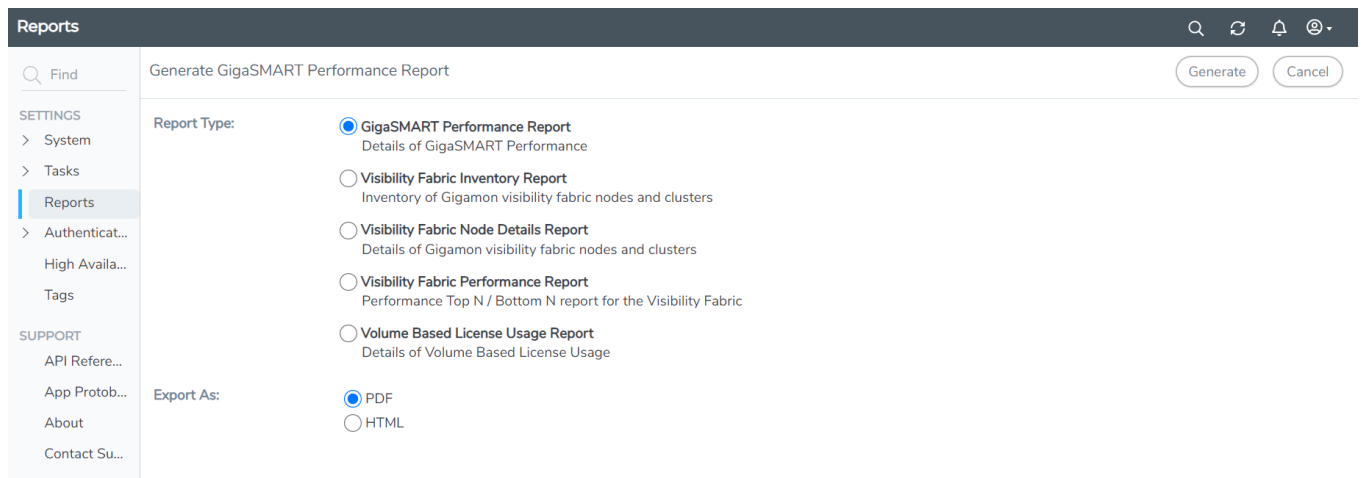 Reports
Find
Generate GigaSMART Performance Report
Generate
Cancel
SETTINGS
System
Tasks
Reports
Authenticat...
High Availa...
Tags
SUPPORT
API Refere...
App Protob...
About
Contact Su...
Report Type:
GigaSMART Performance Report
Details of GigaSMART Performance
Visibility Fabric Inventory Report
Inventory of Gigamon visibility fabric nodes and clusters
Visibility Fabric Node Details Report
Details of Gigamon visibility fabric nodes and clusters
Visibility Fabric Performance Report
Performance Top N / Bottom N report for the Visibility Fabric
Volume Based License Usage Report
Details of Volume Based License Usage
Export As:
PDF
HTML